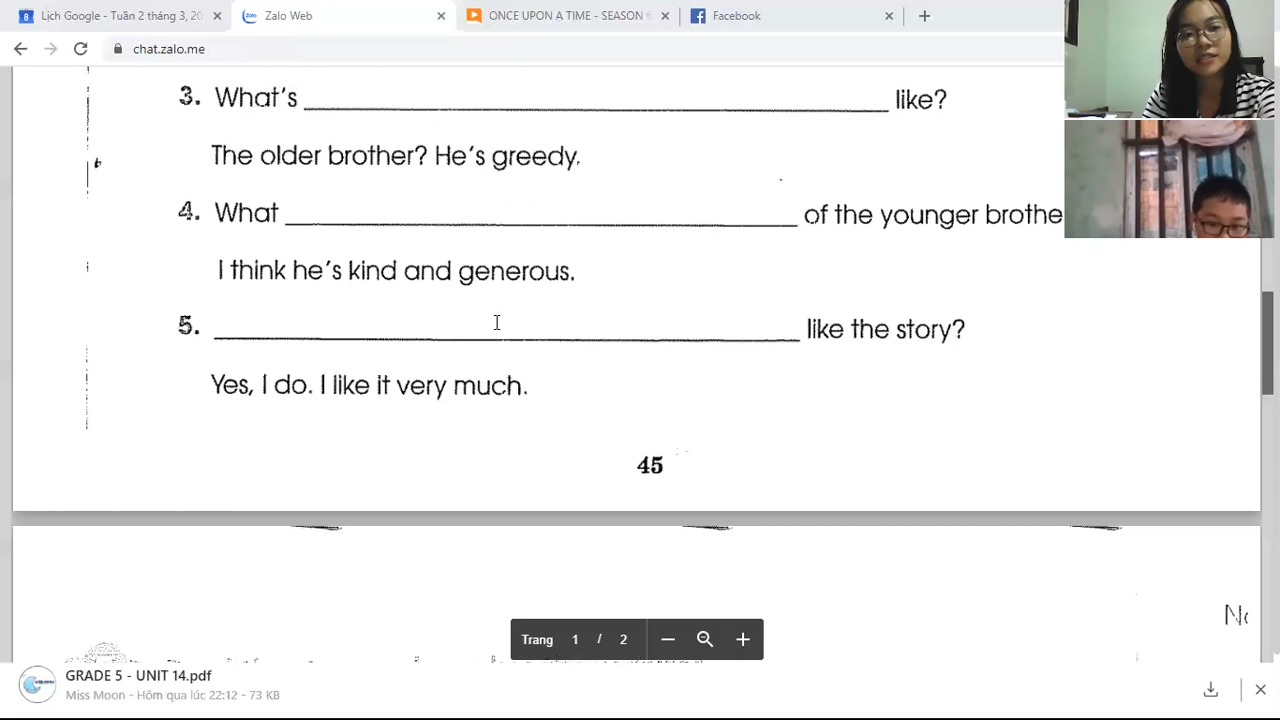 Lịch Google - Tuần 2 tháng 3, 20
Zalo Web
ONCE UPON A TIME - SEASON
Facebook
chat.zalo.me
3. What's ______ like?
The older brother? He's greedy.
4. What ______ of the younger brothe
I think he's kind and generous.
5. ______ like the story?
Yes, I do. I like it very much.
45
Trang 1 / 2
GRADE 5 - UNIT 14.pdf
Miss Moon - Hôm qua lúc 22:12 - 73 KB